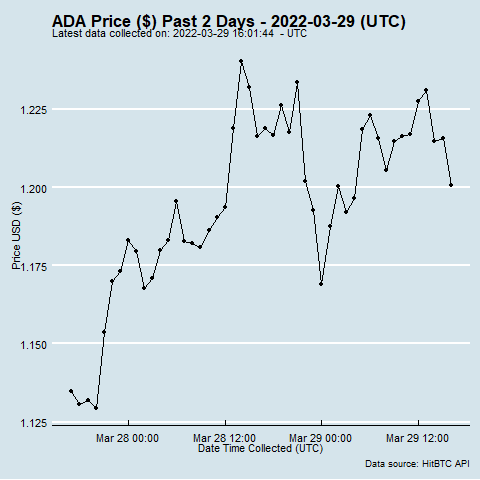 ADA Price ($) Past 2 Days - 2022-03-29 (UTC)
Latest data collected on: 2022-03-29 16:01:44 - UTC
1.225
1.200
1.175
1.150
1.125
Price USD ($)
Mar 28 00:00 Mar 28 12:00 Mar 29 00:00 Mar 29 12:00
Date Time Collected (UTC)
Data source: HitBTC API